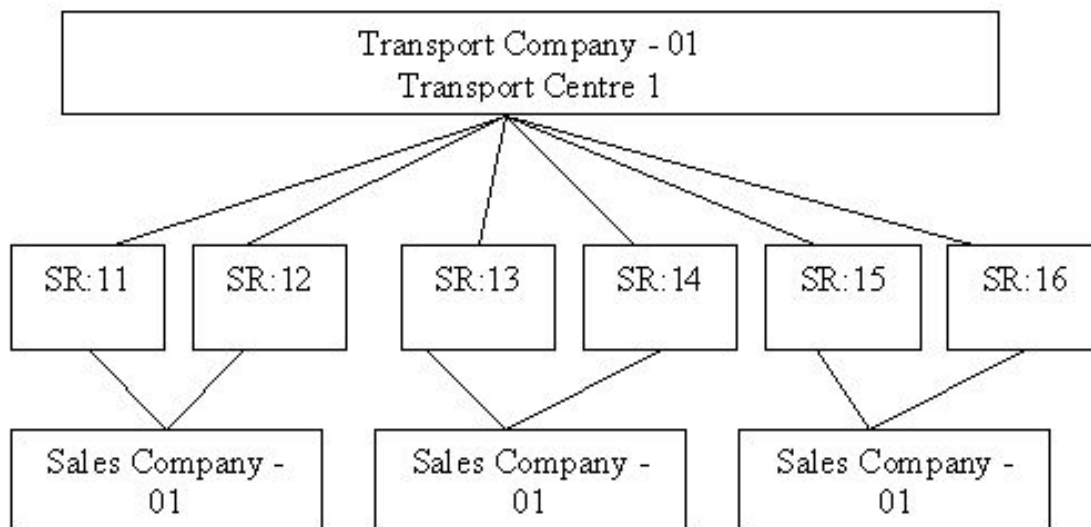 Transport Company - 01
Transport Centre 1
SR:11
SR:12
SR:13
SR:14
SR:15
SR:16
Sales Company -
01
Sales Company -
01
Sales Company -
01